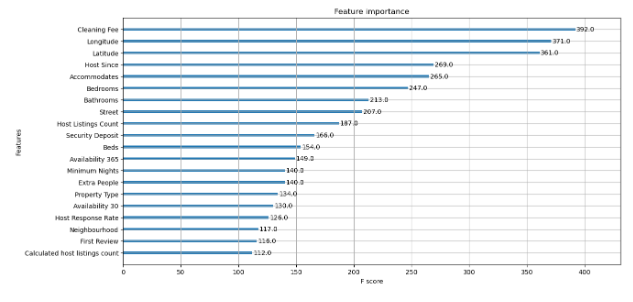 Feature importance
Cleaning Fee 392.0
Longitude 371.0
Latitude 361.0
Host Since 269.0
Accommodates 265.0
Bedrooms 247.0
Bathrooms 213.0
Street 207.0
Host Listings Count 187.0
Security Deposit 166.0
Beds 154.0
Availability 365 149.0
Minimum Nights 140.0
Extra People 140.0
Property Type 134.0
Availability 30 130.0
Host Response Rate 126.0
Neighbourhood 117.0
First Review 116.0
Calculated host listings count 112.0
0 50 100 150 200 250 300 350 400
F score
Features